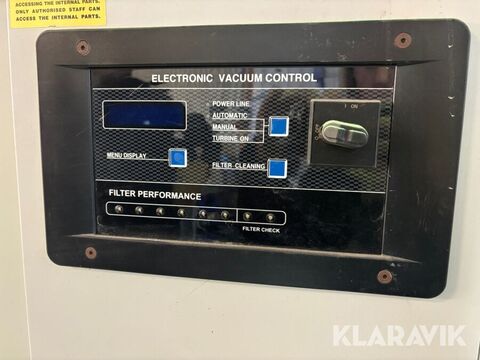 ACCESSING THE INTERNAL PARTS.
ONLY AUTHORISED STAFF CAN
ACCESS THE INTERNAL PARTS.
ELECTRONIC VACUUM CONTROL
POWER LINE
AUTOMATIC
MANUAL
TURBINE ON
I ON
MENU DISPLAY
FILTER CLEANING
FILTER PERFORMANCE
FILTER CHECK
KLARAVIK